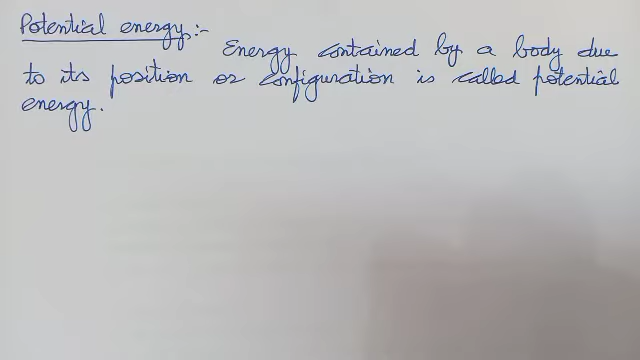 Potential energy:-
Energy contained by a body due
to its position or configuration is called potential
energy.